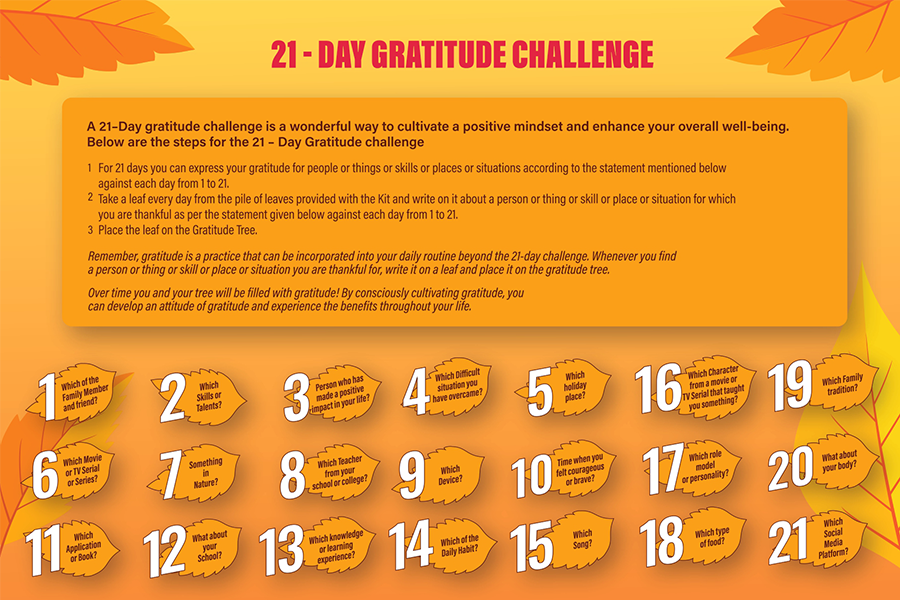 21 - DAY GRATITUDE CHALLENGE
A 21–Day gratitude challenge is a wonderful way to cultivate a positive mindset and enhance your overall well-being.
Below are the steps for the 21 – Day Gratitude challenge
1 For 21 days you can express your gratitude for people or things or skills or places or situations according to the statement mentioned below
against each day from 1 to 21.
2 Take a leaf every day from the pile of leaves provided with the Kit and write on it about a person or thing or skill or place or situation for which
you are thankful as per the statement given below against each day from 1 to 21.
3 Place the leaf on the Gratitude Tree.
Remember, gratitude is a practice that can be incorporated into your daily routine beyond the 21-day challenge. Whenever you find
a person or thing or skill or place or situation you are thankful for, write it on a leaf and place it on the gratitude tree.
Over time you and your tree will be filled with gratitude! By consciously cultivating gratitude, you
can develop an attitude of gratitude and experience the benefits throughout your life.
1
Which of the
Family Member
and friend?
2
Which
Skills or
Talents?
3
Person who has
made a positive
impact in your life?
4
Which Difficult
situation you
have overcame?
5
Which
holiday
place?
16
Which Character
from a movie or
TV Serial that taught
you something?
19
Which Family
tradition?
6
Which Movie
or TV Serial
or Series?
7
Something
in
Nature?
8
Which Teacher
from your
school or college?
9
Which
Device?
10
Time when you
felt courageous
or brave?
17
Which role
model
or personality?
20
What about
your body?
11
Which
Application
or Book?
12
What about
your
School?
13
Which knowledge
or learning
experience?
14
Which of the
Daily Habit?
15
Which
Song?
18
Which type
of food?
21
Which
Social
Media
Platform?